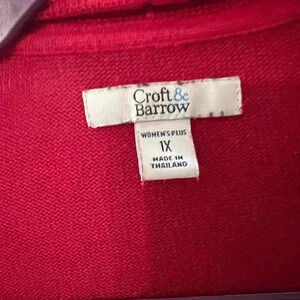 Croft&
Barrow
WOMEN'S PLUS
1X
MADE IN
THAILAND